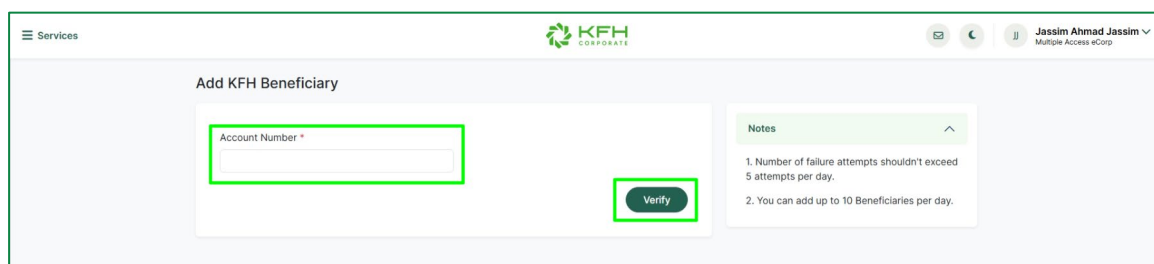 Services
KFH
CORPORATE
JJ
Jassim Ahmad Jassim
Multiple Access eCorp
Add KFH Beneficiary
Account Number *
Verify
Notes
1. Number of failure attempts shouldn't exceed
5 attempts per day.
2. You can add up to 10 Beneficiaries per day.